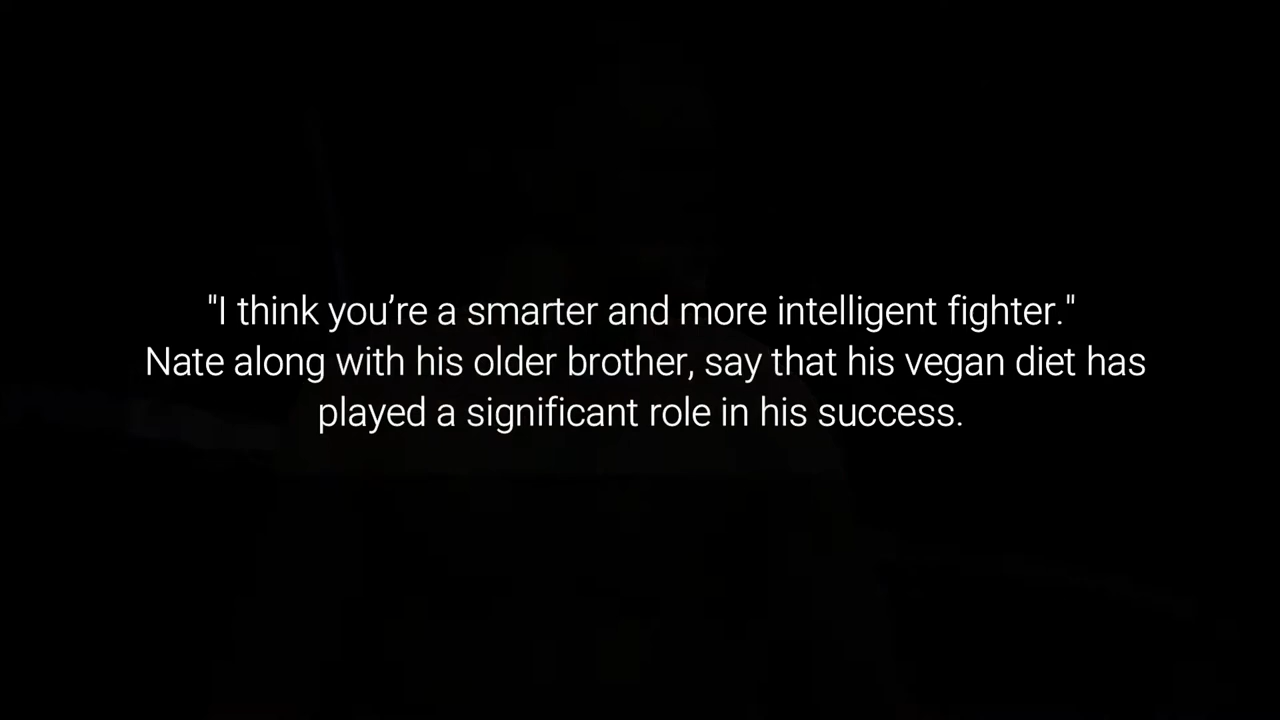 "I think you’re a smarter and more intelligent fighter."
Nate along with his older brother, say that his vegan diet has
played a significant role in his success.